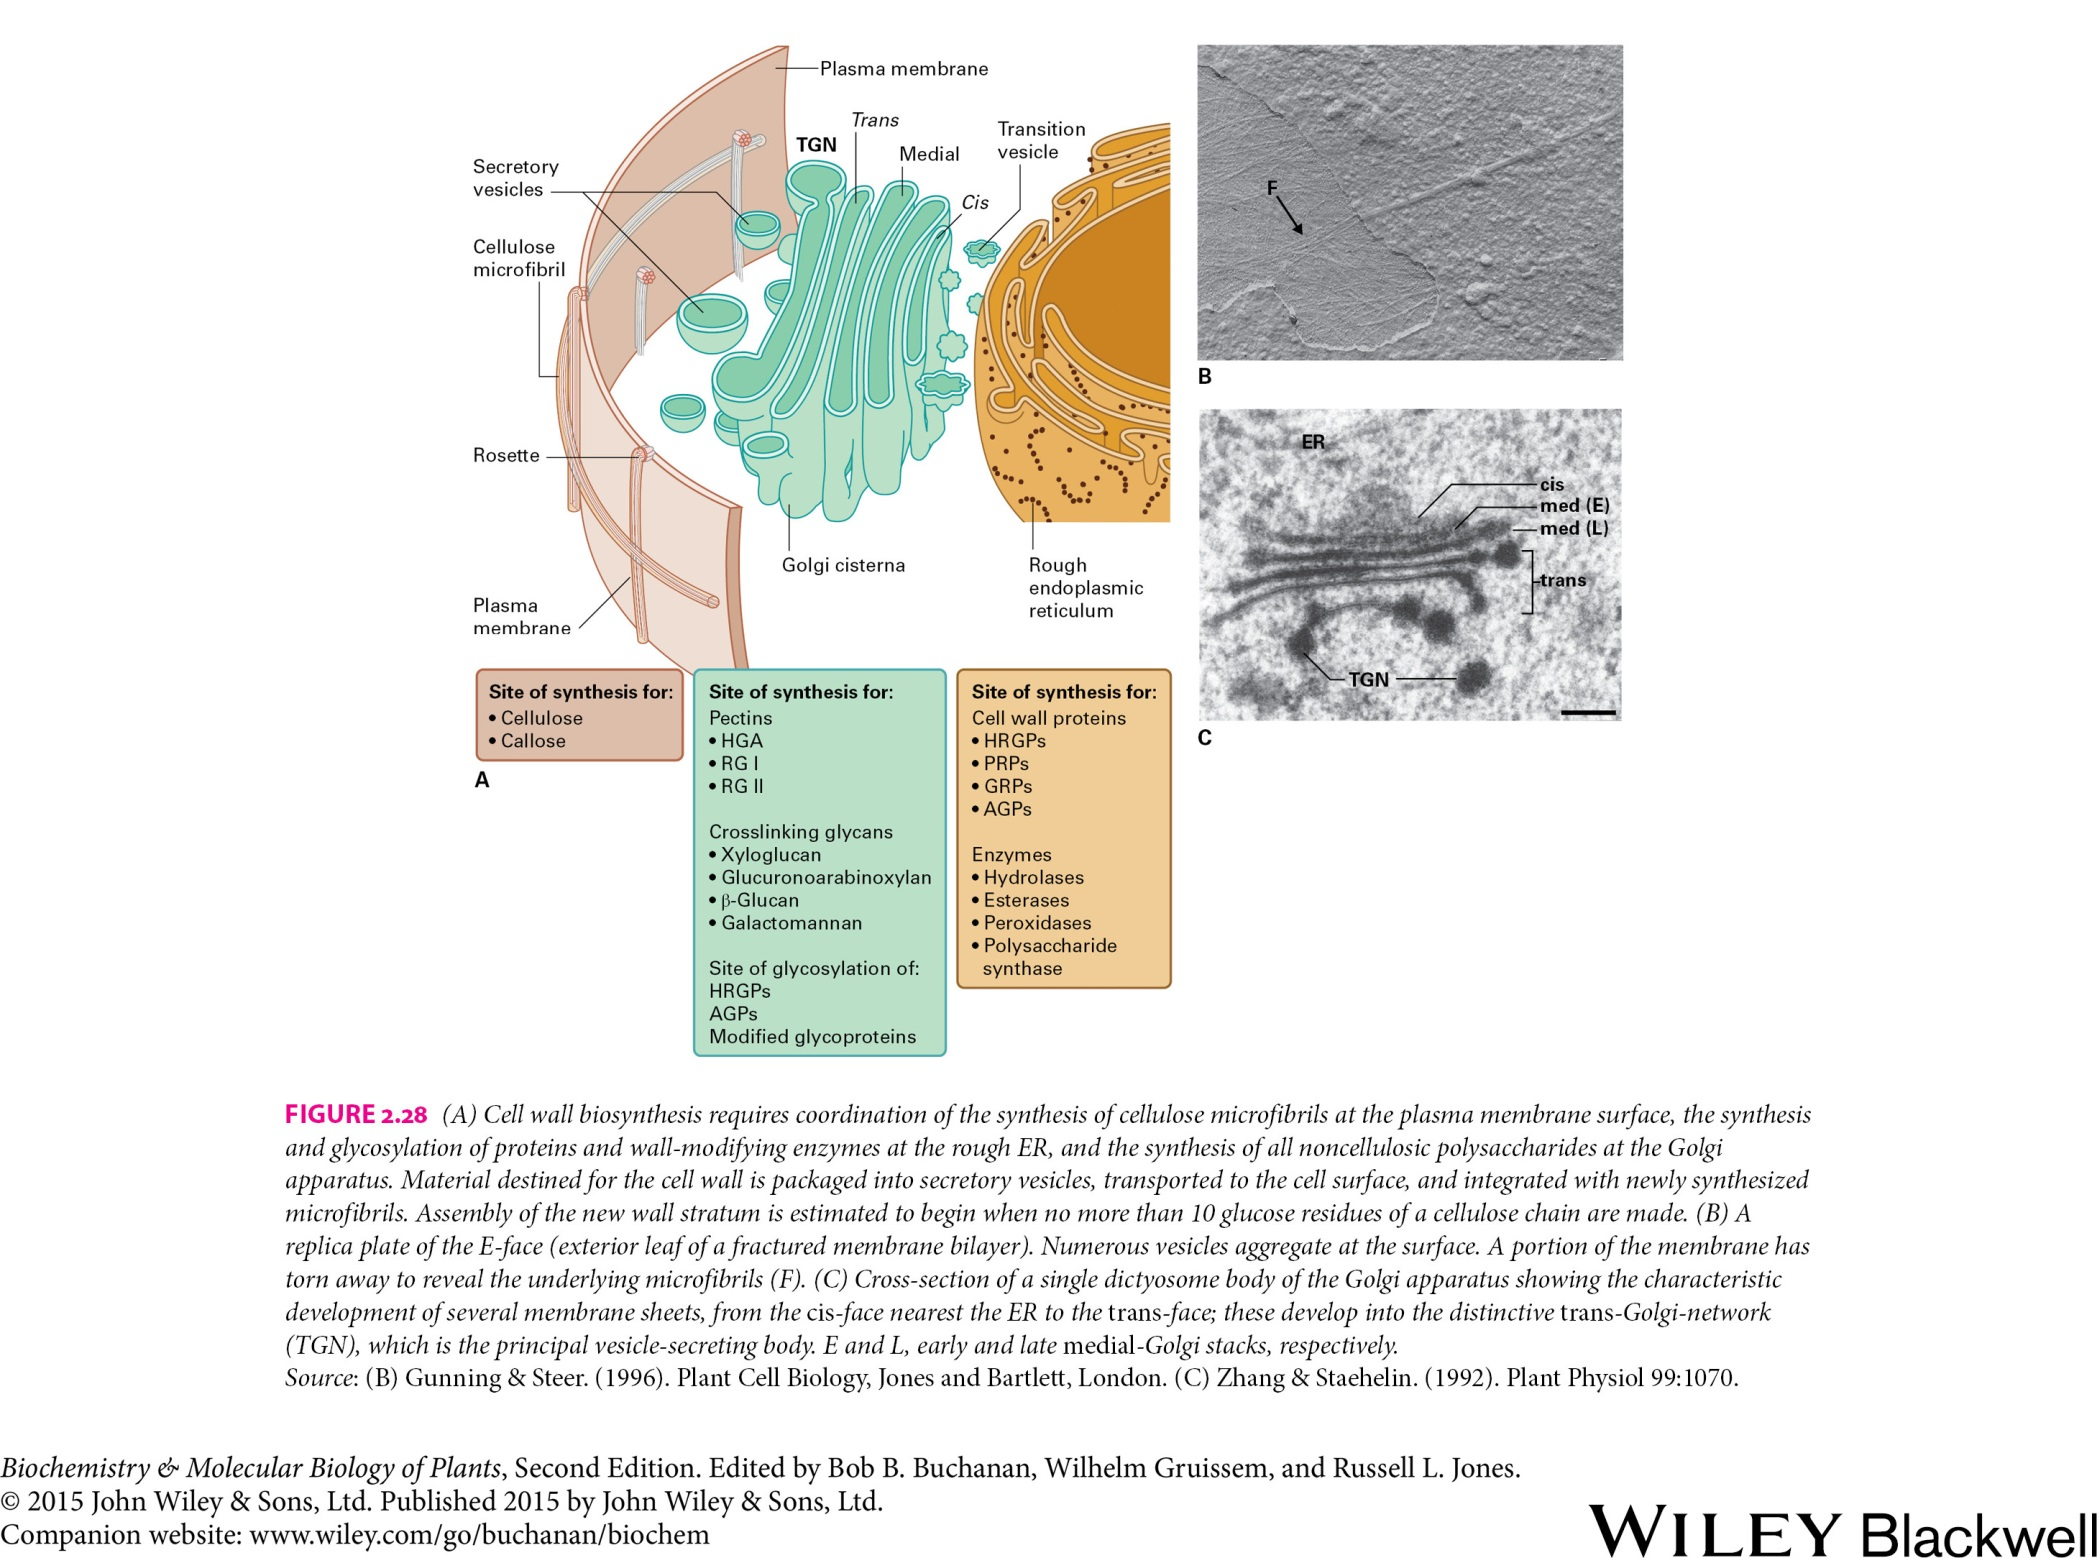 Plasma membrane
Trans
TGN
Medial
Transition
vesicle
Cis
Secretory
vesicles
Cellulose
microfibril
Rosette
Plasma
membrane
Golgi cisterna
Rough
endoplasmic
reticulum
Site of synthesis for:
• Cellulose
• Callose
A
Site of synthesis for:
Pectins
• HGA
• RG I
• RG II
Crosslinking glycans
• Xyloglucan
• Glucuronoarabinoxylan
• β-Glucan
• Galactomannan
Site of glycosylation of:
HRGPs
AGPs
Modified glycoproteins
Site of synthesis for:
Cell wall proteins
• HRGPs
• PRPs
• GRPs
• AGPs
Enzymes
• Hydrolases
• Esterases
• Peroxidases
• Polysaccharide
synthase
F
B
ER
cis
med (E)
med (L)
trans
TGN
C
FIGURE 2.28 (A) Cell wall biosynthesis requires coordination of the synthesis of cellulose microfibrils at the plasma membrane surface, the synthesis
and glycosylation of proteins and wall-modifying enzymes at the rough ER, and the synthesis of all noncellulosic polysaccharides at the Golgi
apparatus. Material destined for the cell wall is packaged into secretory vesicles, transported to the cell surface, and integrated with newly synthesized
microfibrils. Assembly of the new wall stratum is estimated to begin when no more than 10 glucose residues of a cellulose chain are made. (B) A
replica plate of the E-face (exterior leaf of a fractured membrane bilayer). Numerous vesicles aggregate at the surface. A portion of the membrane has
torn away to reveal the underlying microfibrils (F). (C) Cross-section of a single dictyosome body of the Golgi apparatus showing the characteristic
development of several membrane sheets, from the cis-face nearest the ER to the trans-face; these develop into the distinctive trans-Golgi-network
(TGN), which is the principal vesicle-secreting body. E and L, early and late medial-Golgi stacks, respectively.
Source: (B) Gunning & Steer. (1996). Plant Cell Biology, Jones and Bartlett, London. (C) Zhang & Staehelin. (1992). Plant Physiol 99:1070.
Biochemistry & Molecular Biology of Plants, Second Edition. Edited by Bob B. Buchanan, Wilhelm Gruissem, and Russell L. Jones.
© 2015 John Wiley & Sons, Ltd. Published 2015 by John Wiley & Sons, Ltd.
Companion website: www.wiley.com/go/buchanan/biochem
WILEY Blackwell